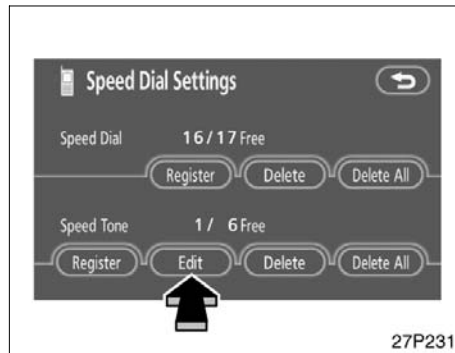 Speed Dial Settings
Speed Dial 16/17 Free
Register Delete Delete All
Speed Tone 1/ 6 Free
Register Edit Delete Delete All
27P231